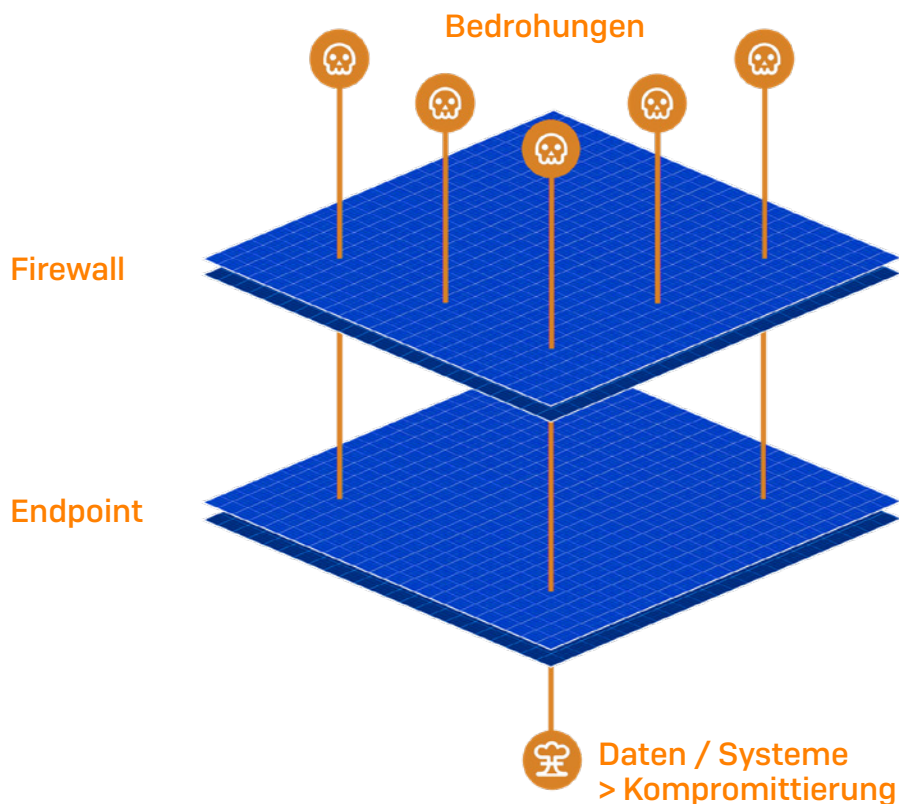 Bedrohungen
Firewall
Endpoint
Daten / Systeme
> Kompromittierung